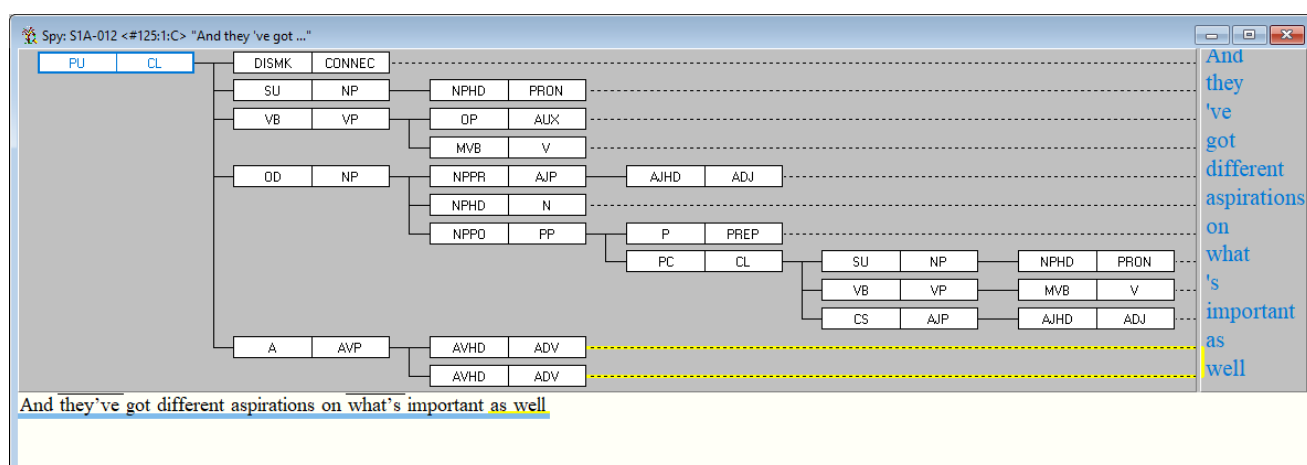 Spy: S1A-012 <#125:1:C> "And they 've got ..."
PU CL DISMK CONNEC And
SU NP NPHD PRON they
VB VP OP AUX 've
MVB V got
OD NP NPPR AJP AJHD ADJ different
NPHD N aspirations
NPPO PP P PREP on
PC CL SU NP NPHD PRON what
VB VP MVB V 's
CS AJP AJHD ADJ important
A AVP AVHD ADV as
AVHD ADV well
And they've got different aspirations on what's important as well